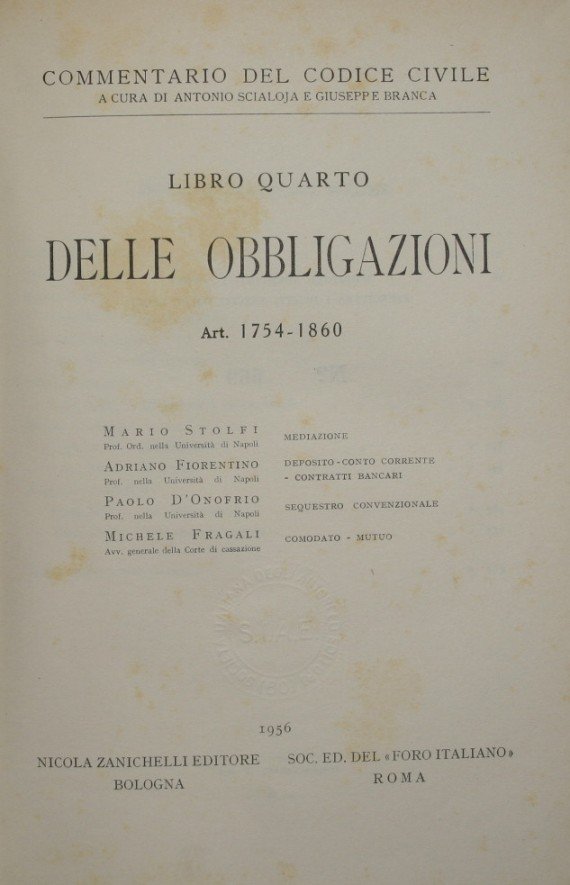 COMMENTARIO DEL CODICE CIVILE
A CURA DI ANTONIO SCIALOJA E GIUSEPPE BRANCA
LIBRO QUARTO
DELLE OBBLIGAZIONI
Art. 1754-1860
MARIO STOLFI
Prof. Ord. nella Università di Napoli
MEDIAZIONE
ADRIANO FIORENTINO
Prof. nella Università di Napoli
DEPOSITO - CONTO CORRENTE
- CONTRATTI BANCARI
PAOLO D'ONOFRIO
Prof. nella Università di Napoli
SEQUESTRO CONVENZIONALE
MICHELE FRAGALI
Avv. generale della Corte di cassazione
COMODATO - MUTUO
S.I.A.E.
1956
NICOLA ZANICHELLI EDITORE
BOLOGNA
SOC. ED. DEL «FORO ITALIANO»
ROMA